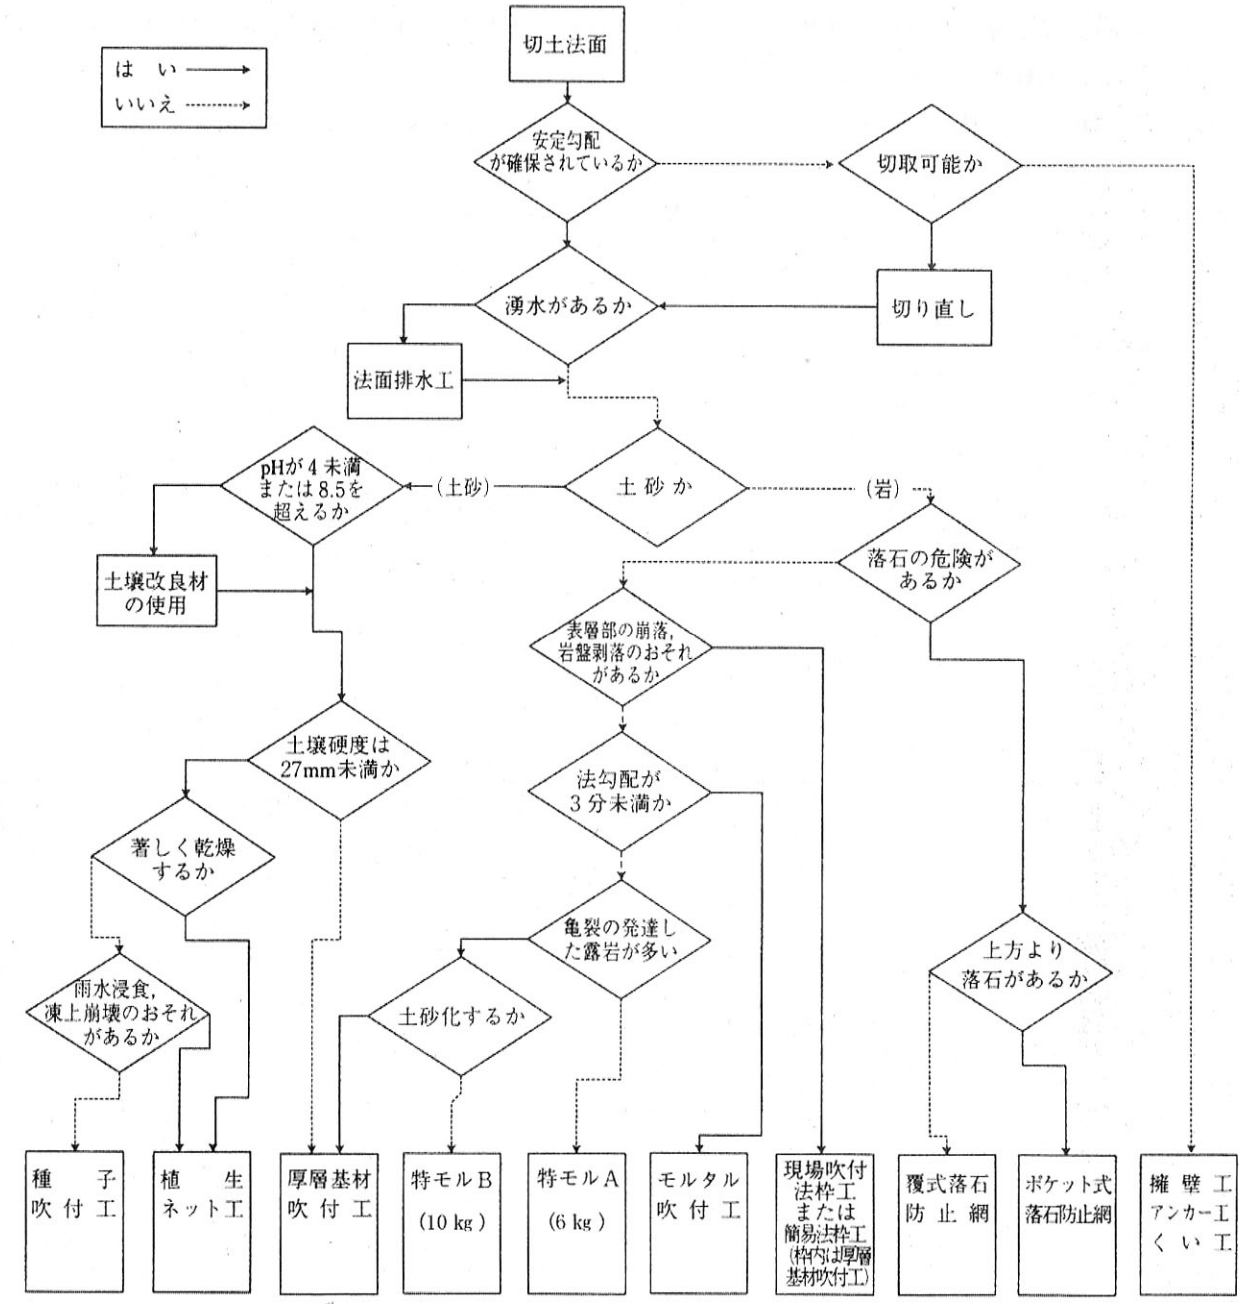 切土法面
はい
いいえ
安定勾配
が確保されているか
切取可能か
湧水があるか
切り直し
法面排水工
pHが4未満
または8.5を
超えるか
(土砂)
土砂か
(岩)
土壌改良材
の使用
落石の危険が
あるか
表層部の崩落,
岩盤剥落のおそれ
があるか
土壌硬度は
27mm未満か
法勾配が
3分未満か
著しく乾燥
するか
亀裂の発達し
た露岩が多い
上方より
落石があるか
雨水浸食,
凍上崩壊のおそれ
があるか
土砂化するか
種子
吹付工
植生
ネット工
厚層基材
吹付工
特モルB
(10kg)
特モルA
(6kg)
モルタル
吹付工
現場吹付
法枠工
または
簡易法枠工
(枠内は厚層
基材吹付工)
覆式落石
防止網
ポケット式
落石防止網
擁壁工
アンカー工
くい工